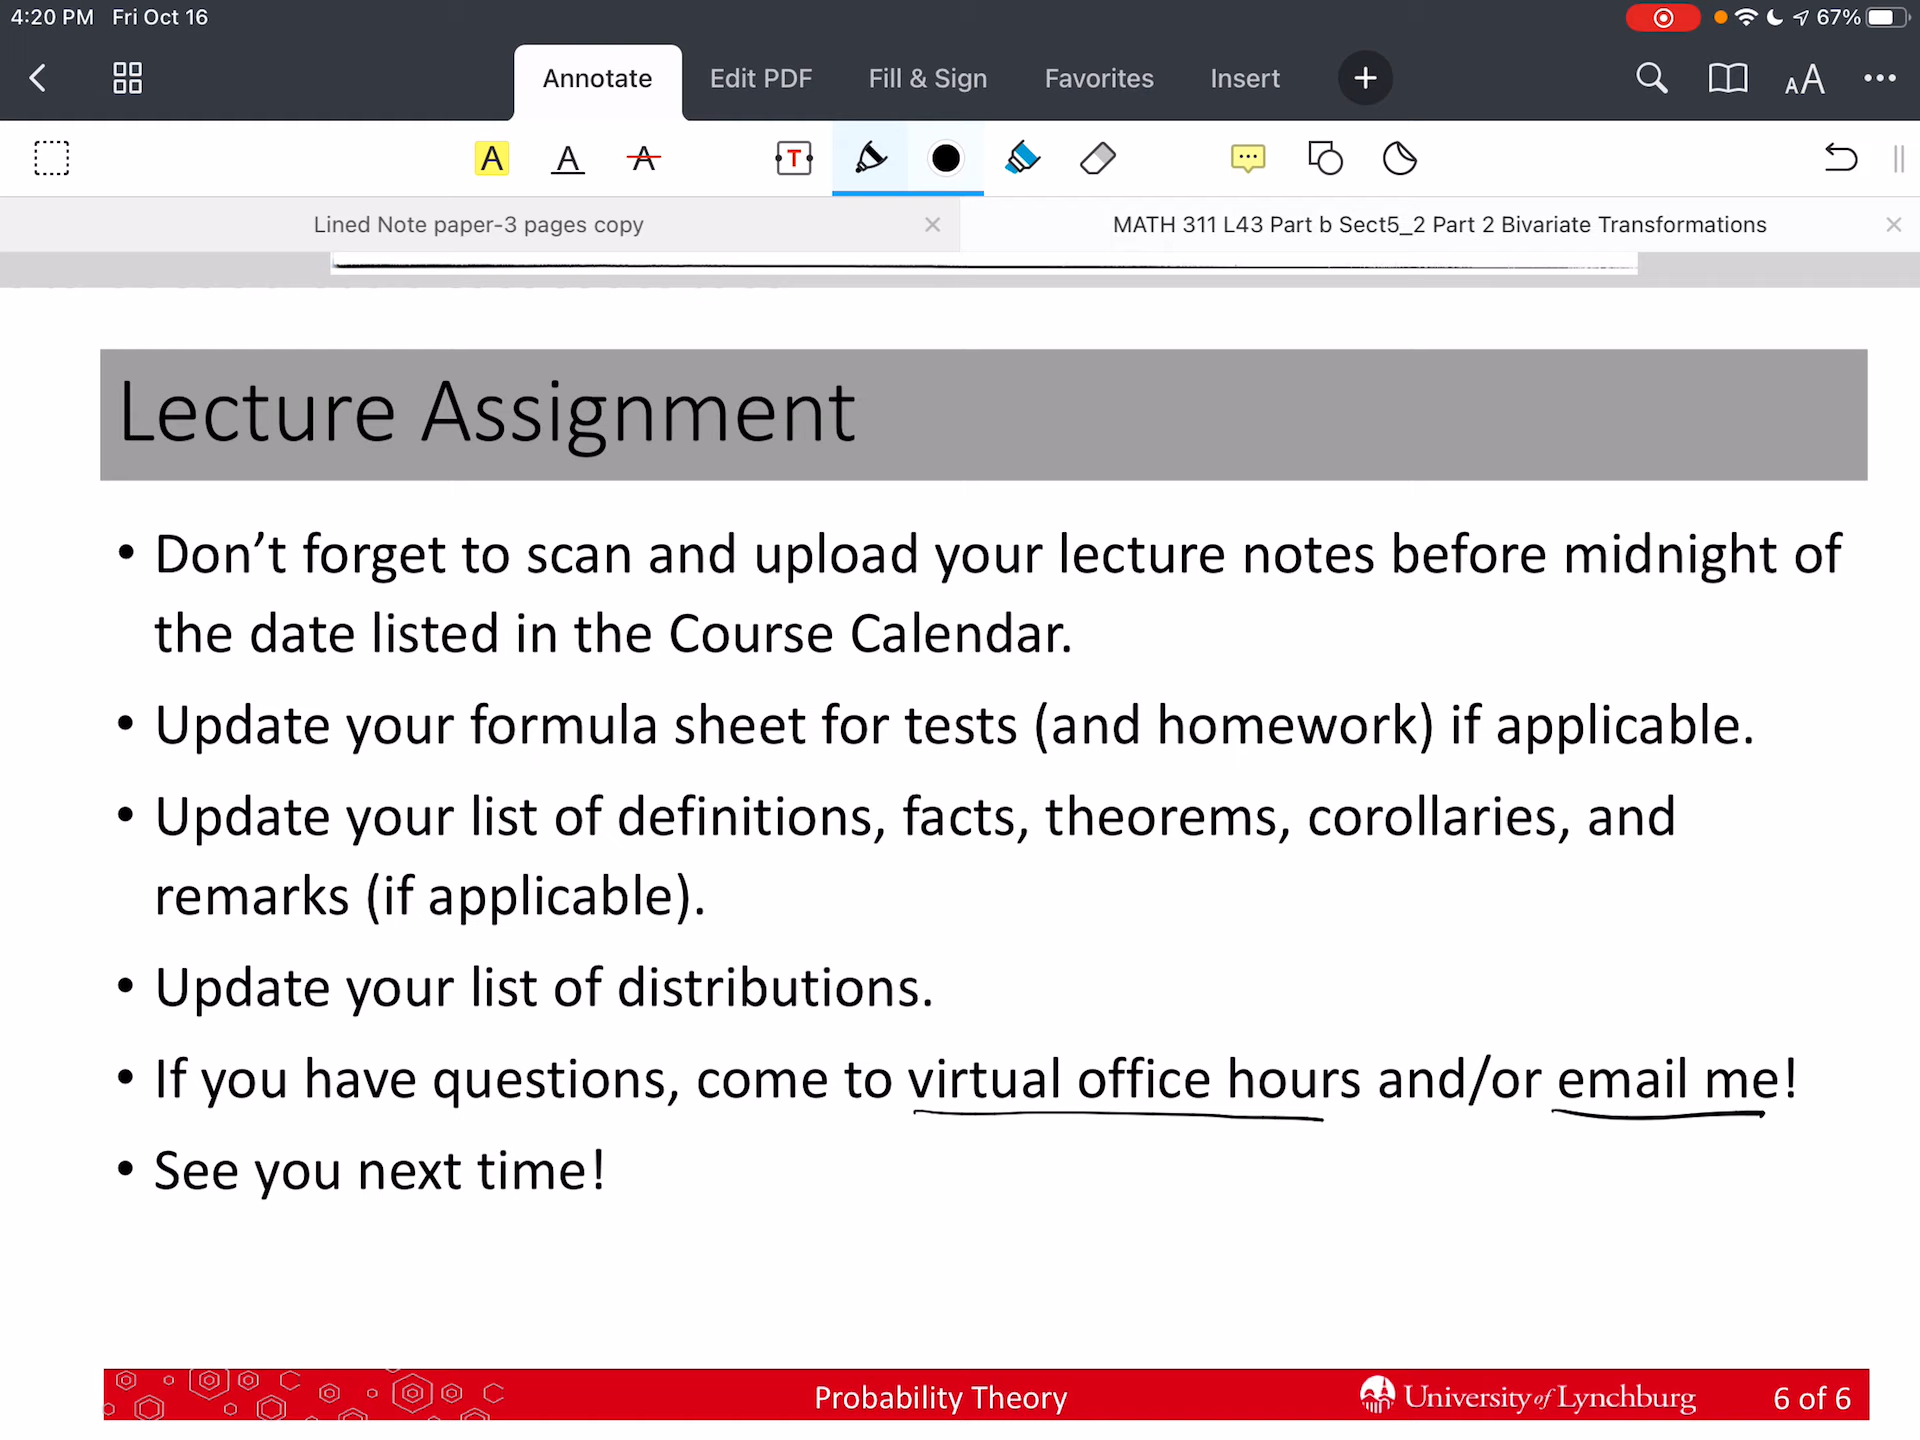 4:20 PM Fri Oct 16 67%
Annotate Edit PDF Fill & Sign Favorites Insert AA
A A A T
Lined Note paper-3 pages copy MATH 311 L43 Part b Sect5_2 Part 2 Bivariate Transformations
Lecture Assignment
• Don’t forget to scan and upload your lecture notes before midnight of
the date listed in the Course Calendar.
• Update your formula sheet for tests (and homework) if applicable.
• Update your list of definitions, facts, theorems, corollaries, and
remarks (if applicable).
• Update your list of distributions.
• If you have questions, come to virtual office hours and/or email me!
• See you next time!
Probability Theory University of Lynchburg 6 of 6